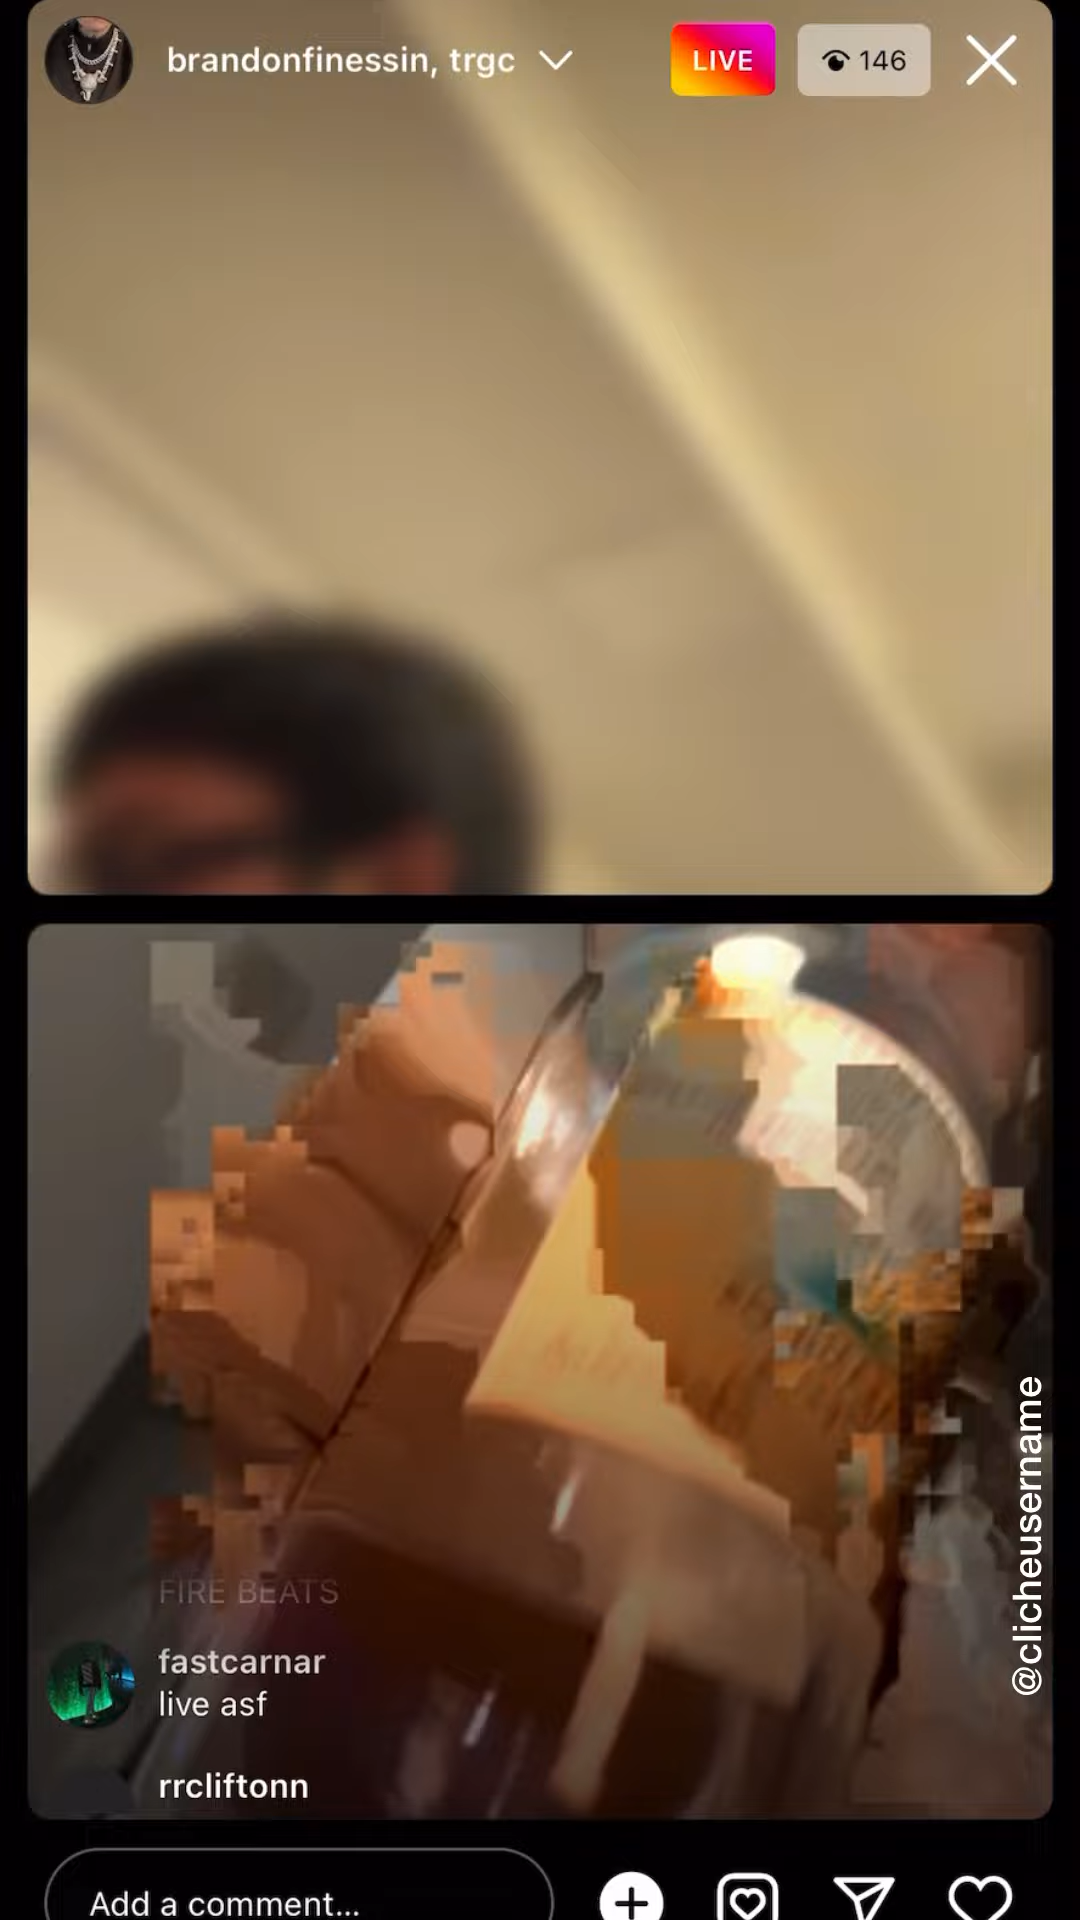 brandonfinessin, trgc
LIVE
146
@clicheusername
FIRE BEATS
fastcarnar
live asf
rrcliftonn
Add a comment...